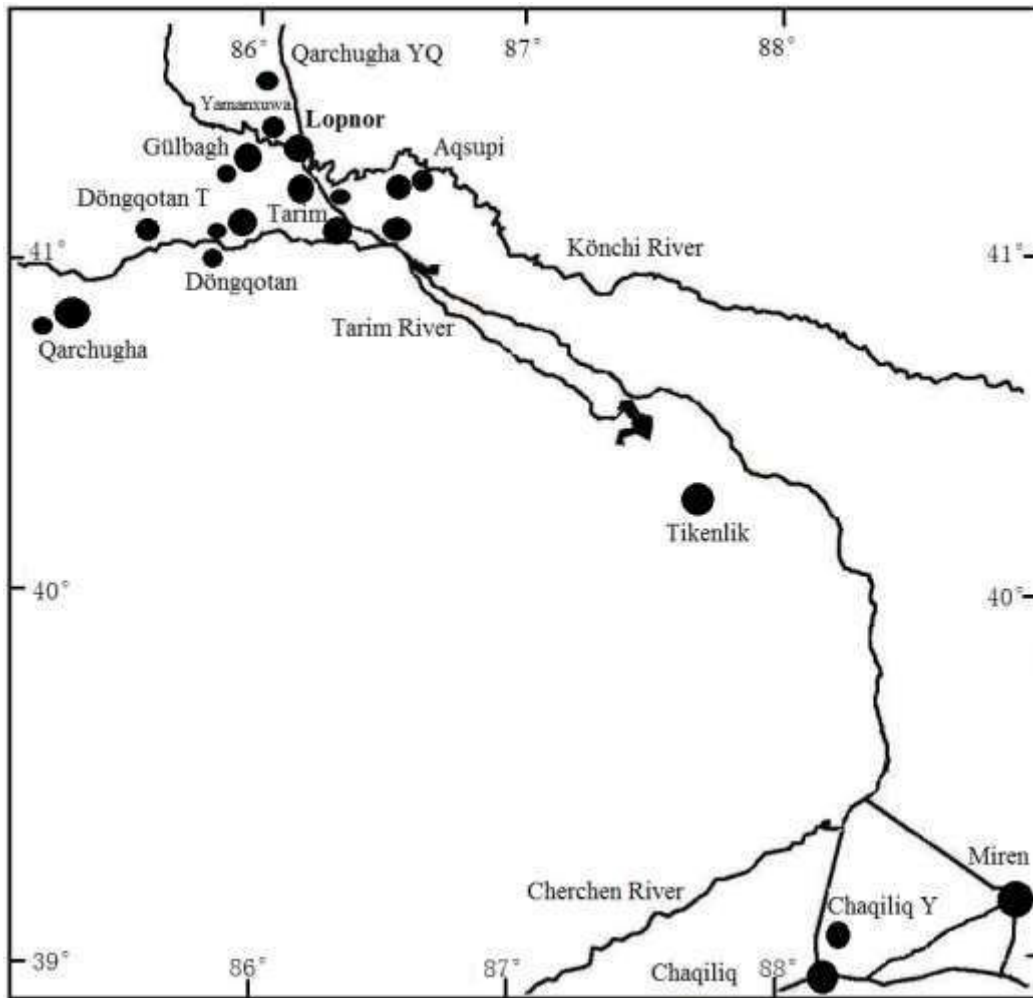 86°
87°
88°
Qarchugha YQ
Yamanxuwa
Lopnor
Gülbagh
Aqsupi
Döngqotan T
Tarim
Könchi River
41°
41°
Döngqotan
Tarim River
Qarchugha
Tikenlik
40°
40°
Miren
Cherchen River
Chaqiliq Y
39°
86°
87°
Chaqiliq
88°